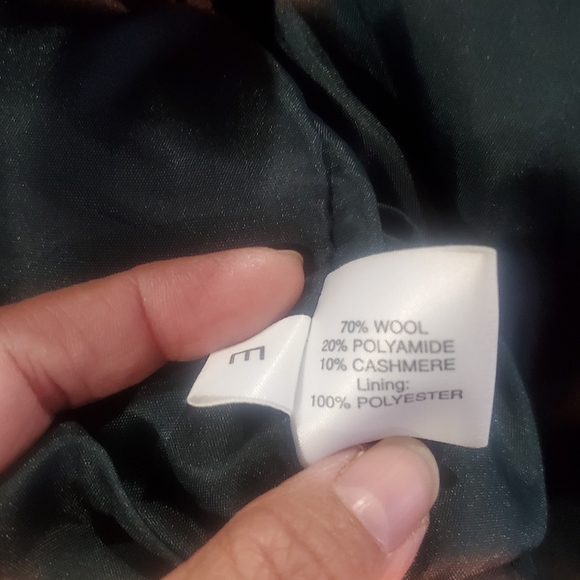 E
70% WOOL
20% POLYAMIDE
10% CASHMERE
Lining:
100% POLYESTER